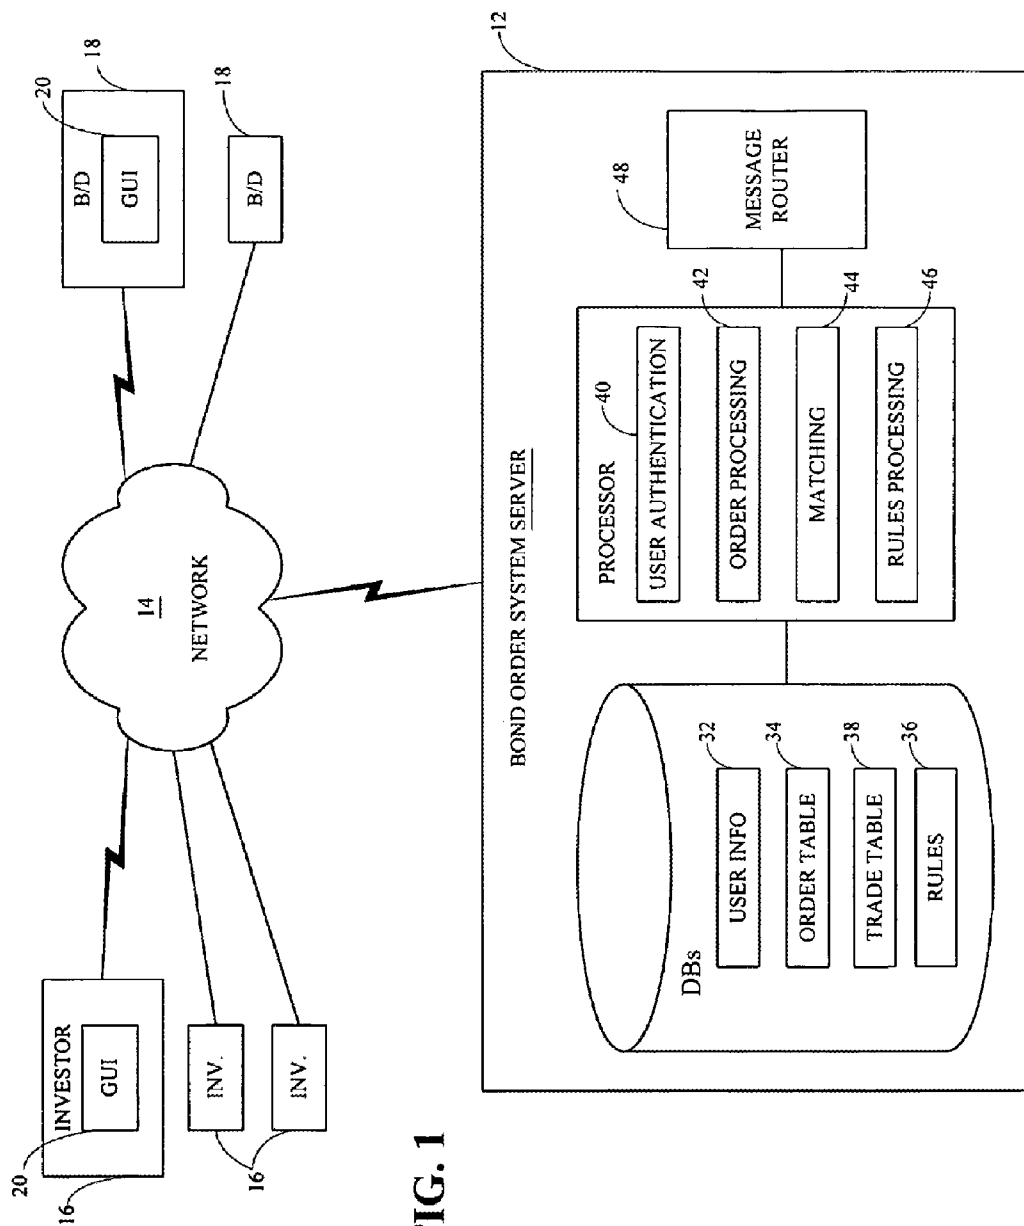 20
INVESTOR
GUI
16
INV.
INV.
16
14
NETWORK
20
B/D
GUI
18
B/D
18
FIG. 1
12
BOND ORDER SYSTEM SERVER
DBs
USER INFO
32
ORDER TABLE
34
TRADE TABLE
38
RULES
36
PROCESSOR
40
USER AUTHENTICATION
ORDER PROCESSING
42
MATCHING
44
RULES PROCESSING
46
48
MESSAGE
ROUTER